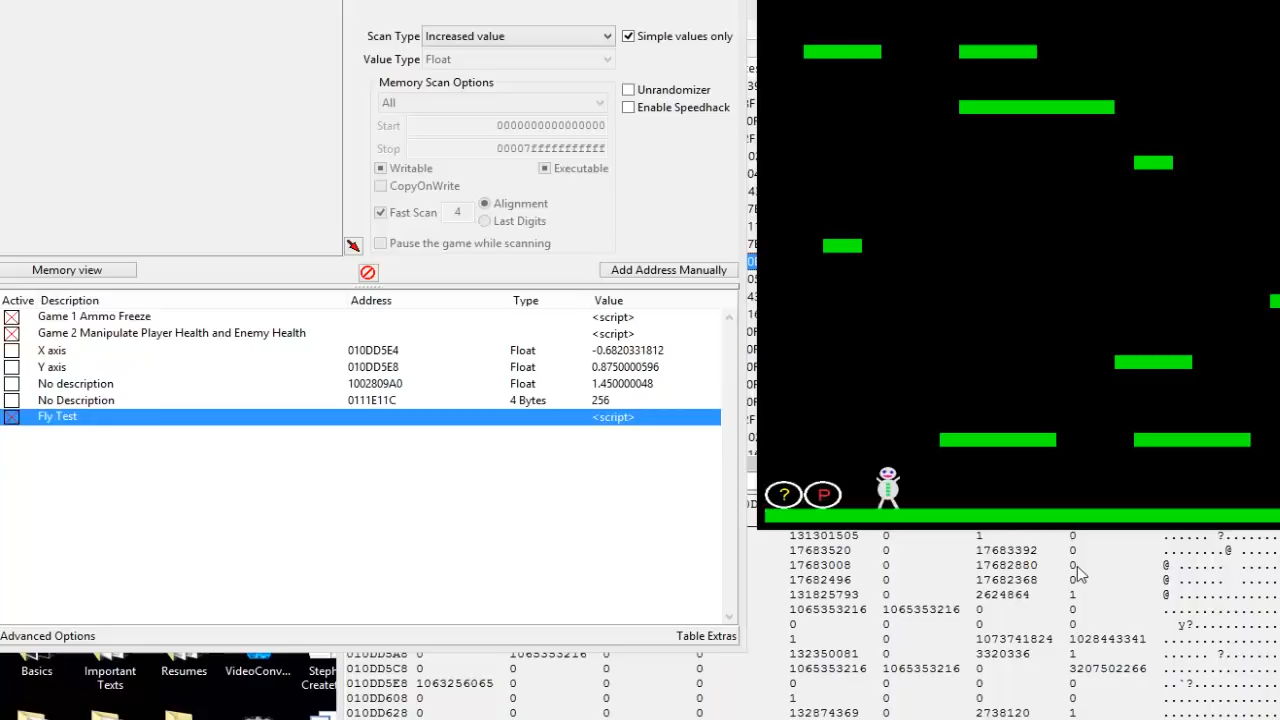 Scan Type Increased value Simple values only
Value Type Float
Memory Scan Options
All
Unrandomizer
Enable Speedhack
Start 0000000000000000
Stop 00007fffffffffff
Writable Executable
CopyOnWrite
Fast Scan 4 Alignment
Last Digits
Pause the game while scanning
Memory view Add Address Manually
Active Description Address Type Value
Game 1 Ammo Freeze <script>
Game 2 Manipulate Player Health and Enemy Health <script>
X axis 010DD5E4 Float -0.6820331812
Y axis 010DD5E8 Float 0.8750000596
No description 1002809A0 Float 1.450000048
No Description 0111E11C 4 Bytes 256
Fly Test <script>
? P
131301505 0 1 0 ...... ?.......
17683520 0 17683392 0 ........@ ......
17683008 0 17682880 0 @ ......
17682496 0 17682368 0 @ ......
131825793 0 2624864 1 @ ......
1065353216 1065353216 0 0
0 0 0 0 y?..
1 0 1073741824 1028443341
132350081 0 3320336 1 ...... ?.......
1065353216 1065353216 0 3207502266
Advanced Options Table Extras
010DD5A8 0 1065353216 0 0
010DD5C8 0 0 0 0
010DD5E8 1063256065 0 0 0 0 0 0 0
010DD608 0 0 0 0 1 0 0 0
010DD628 0 0 0 0 132874369 0 2738120 1
Basics Important Texts Resumes VideoConv... Steph Createt